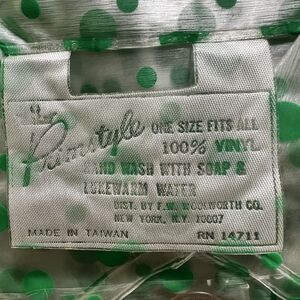 Primstyle
ONE SIZE FITS ALL
100% VINYL
HAND WASH WITH SOAP &
LUKEWARM WATER
DIST. BY F.W. WOOLWORTH CO.
NEW YORK, N.Y. 10007
MADE IN TAIWAN RN 14711